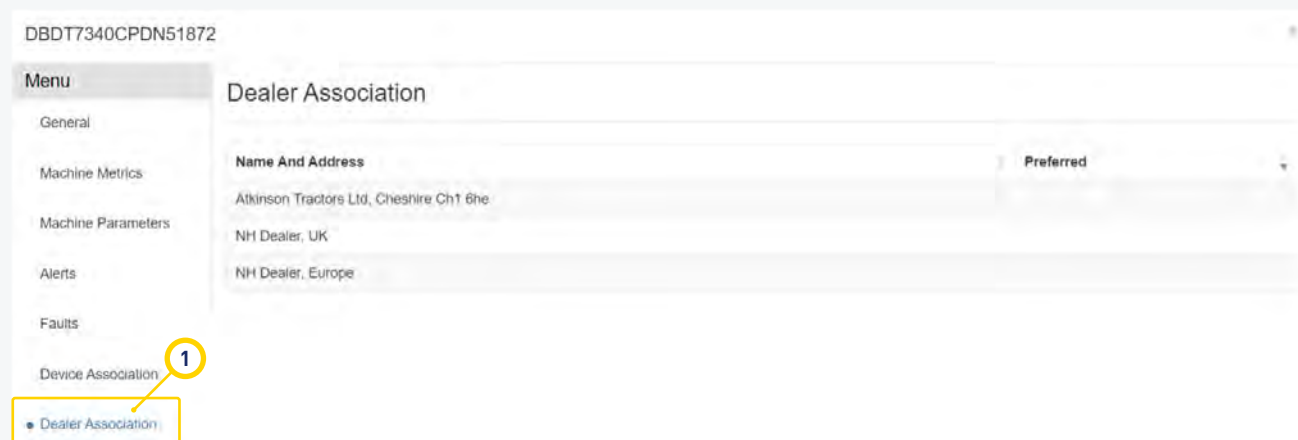 DBDT7340CPDN51872
Menu
General
Machine Metrics
Machine Parameters
Alerts
Faults
Device Association
1
Dealer Association
Dealer Association
Name And Address Preferred
Atkinson Tractors Ltd, Cheshire Ch1 6he
NH Dealer, UK
NH Dealer, Europe